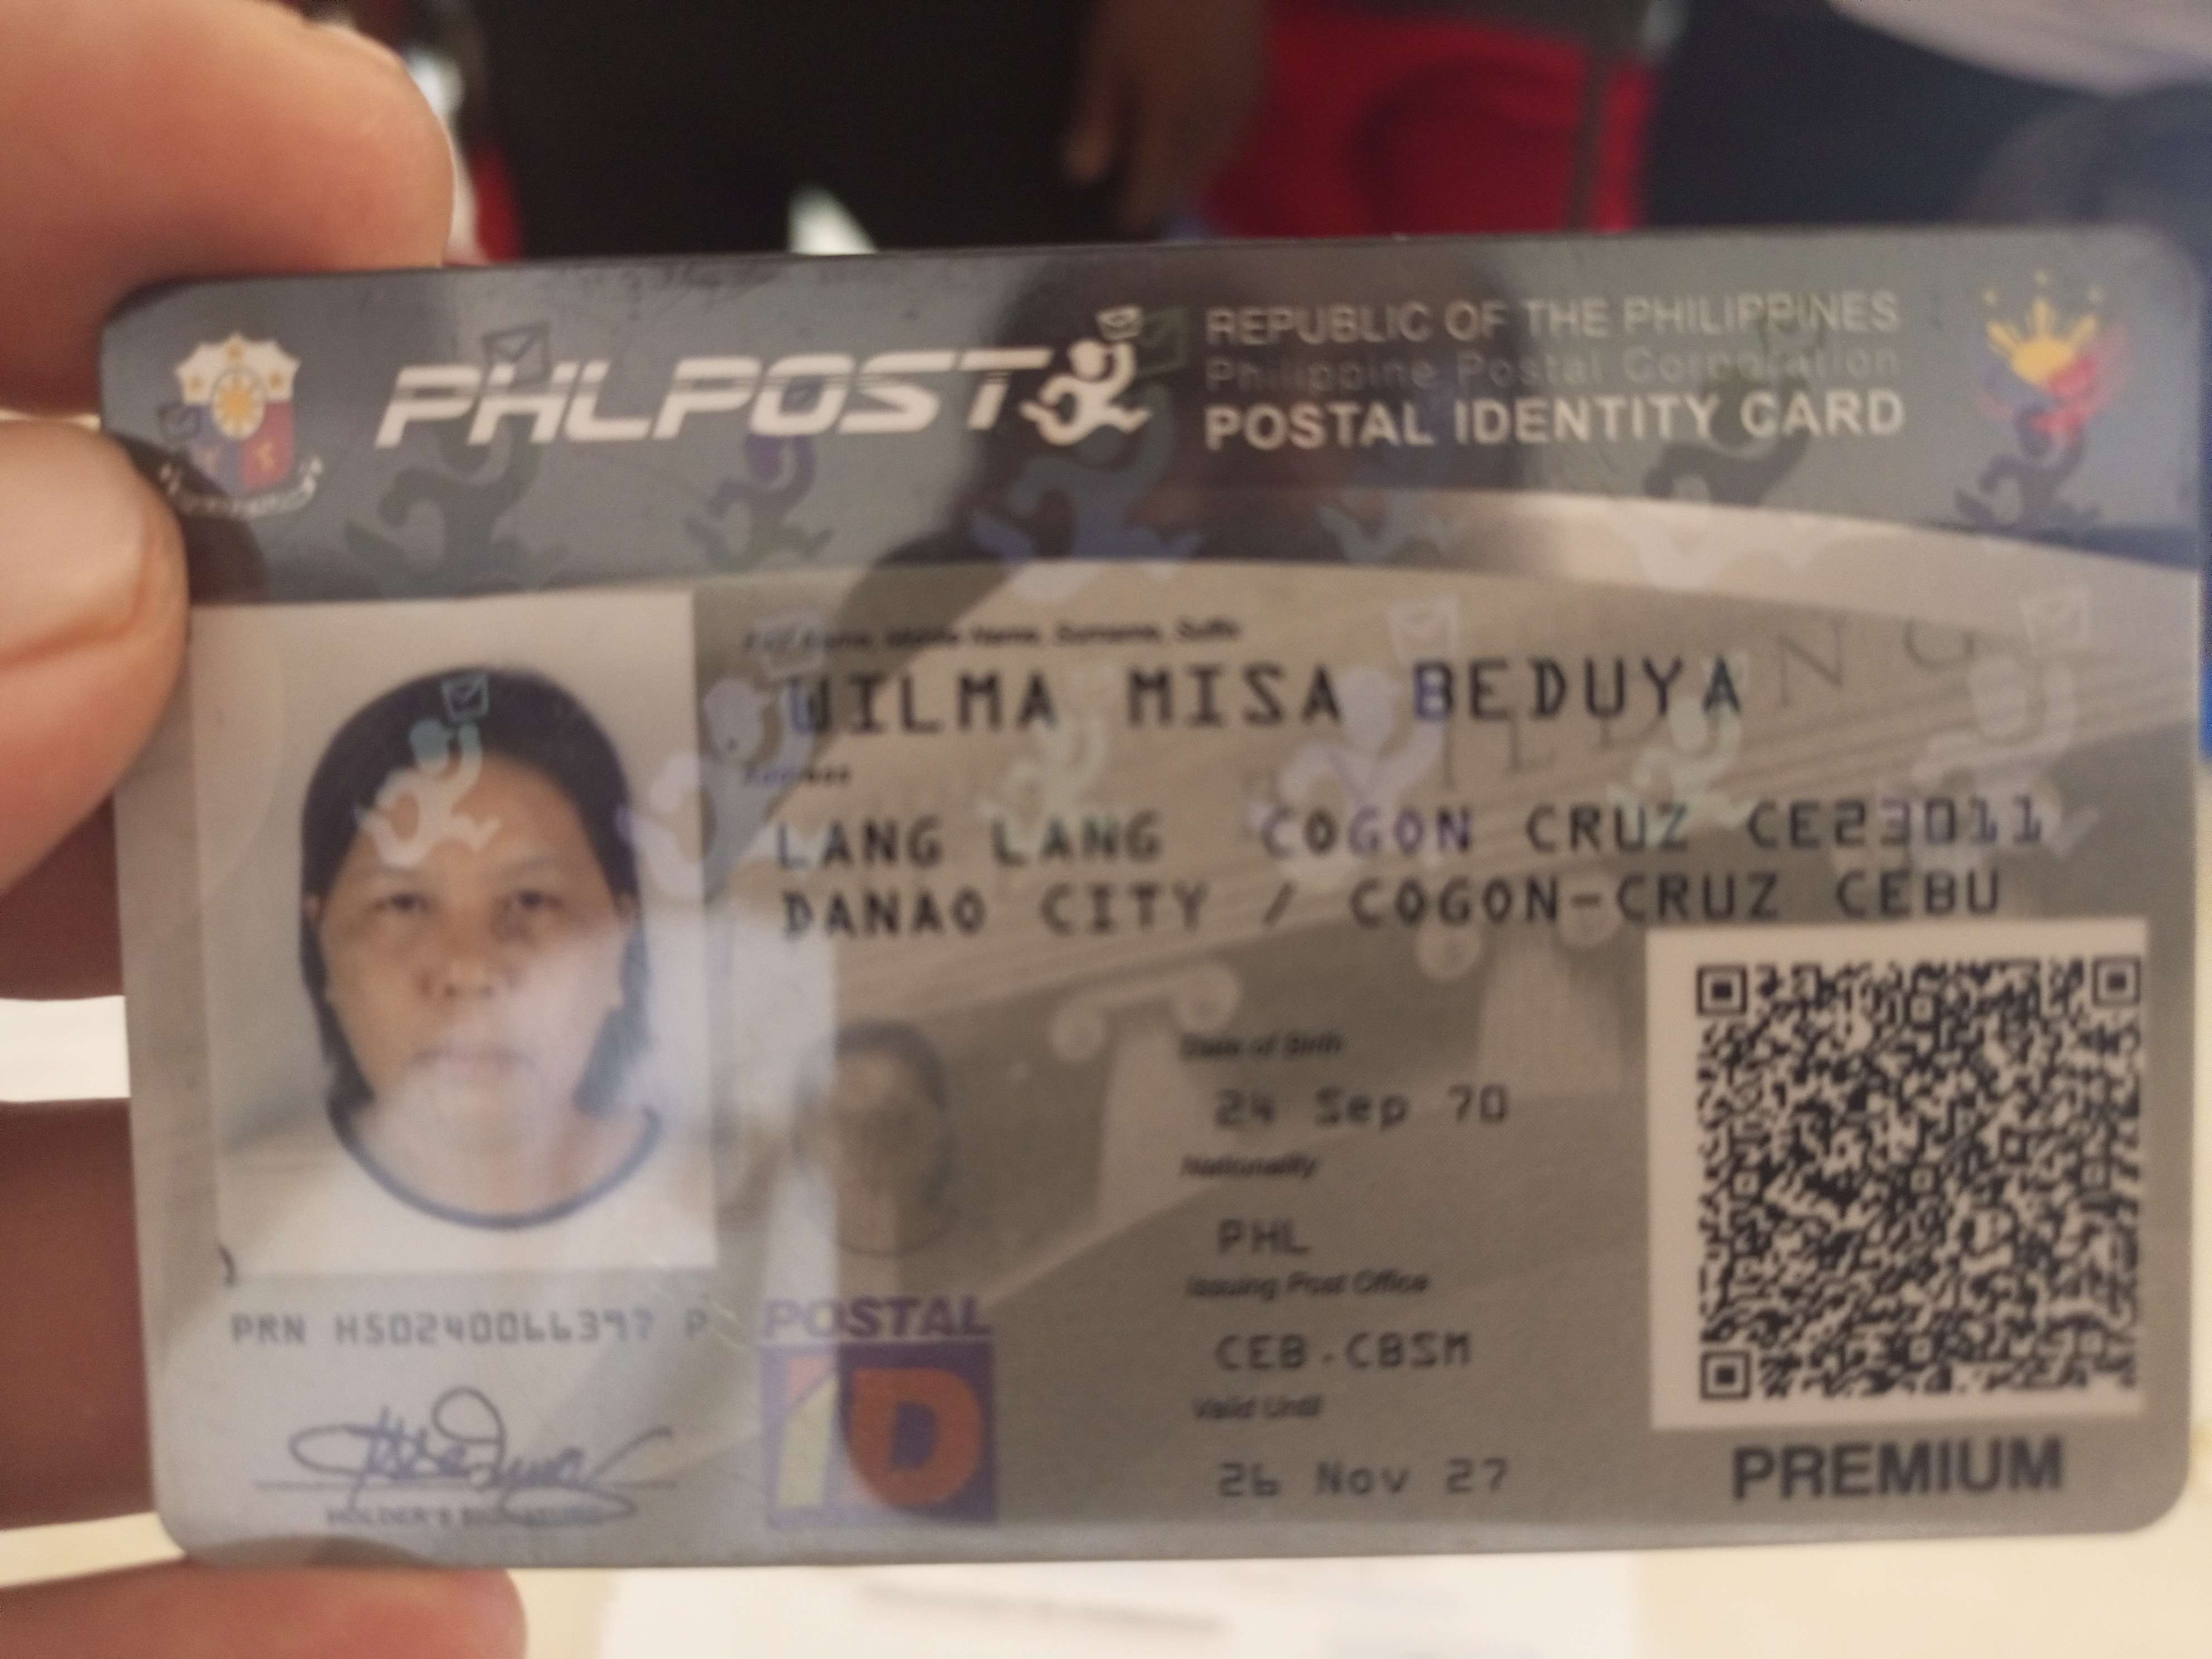 PHLPOST
REPUBLIC OF THE PHILIPPINES
Philippine Postal Corporation
POSTAL IDENTITY CARD
First Name, Middle Name, Surname, Suffix
WILMA MISA BEDUYA
Address
LANG LANG COGON CRUZ CE23011
DANAO CITY / COGON-CRUZ CEBU
Date of Birth
24 Sep 70
Nationality
PHL
Issuing Post Office
CEB.CBSM
Valid Until
26 Nov 27
PRN HS0240066397 P
HOLDER'S SIGNATURE
POSTAL
ID
PREMIUM